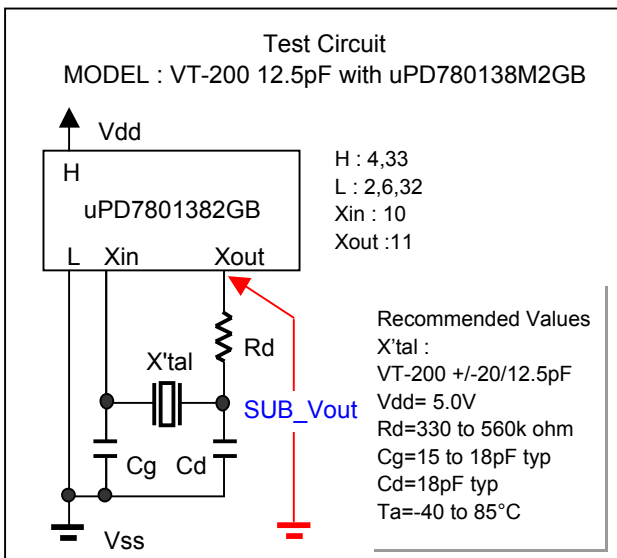 Test Circuit
MODEL : VT-200 12.5pF with uPD780138M2GB
Vdd
H
uPD7801382GB
L Xin Xout
H : 4,33
L : 2,6,32
Xin : 10
Xout :11
Rd
X'tal
SUB_Vout
Cg Cd
Vss
Recommended Values
X'tal :
VT-200 +/-20/12.5pF
Vdd= 5.0V
Rd=330 to 560k ohm
Cg=15 to 18pF typ
Cd=18pF typ
Ta=-40 to 85°C